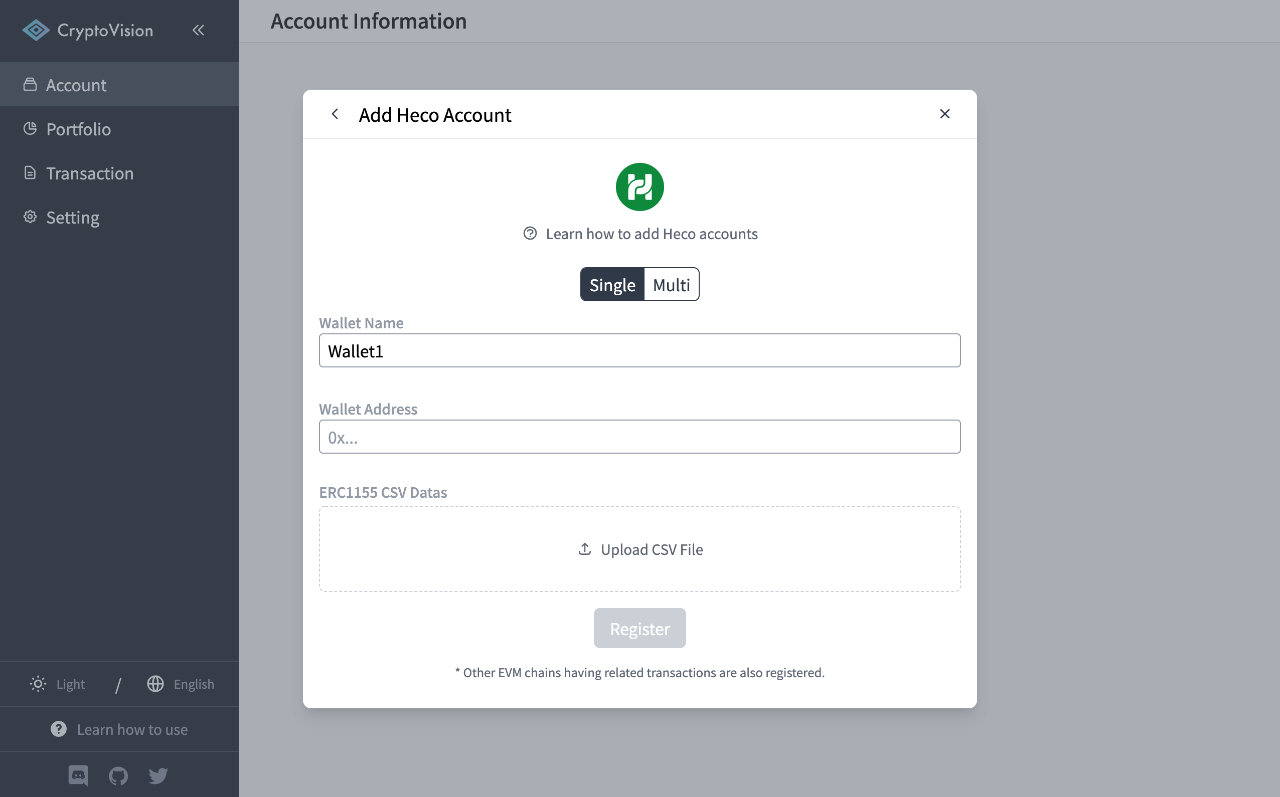 CryptoVision
Account Information
Account
Portfolio
Transaction
Setting
Add Heco Account
Learn how to add Heco accounts
Single Multi
Wallet Name
Wallet1
Wallet Address
0x...
ERC1155 CSV Datas
Upload CSV File
Register
* Other EVM chains having related transactions are also registered.
Light / English
Learn how to use